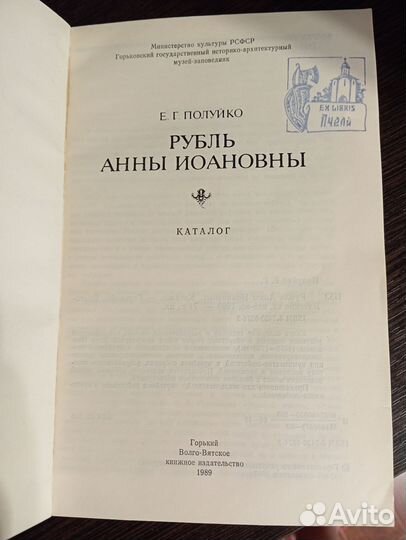 Министерство культуры РСФСР
Горьковский государственный историко-архитектурный
музей-заповедник
EX LIBRIS
Пчела
Е. Г. ПОЛУЙКО
РУБЛЬ
АННЫ ИОАНОВНЫ
КАТАЛОГ
Горький
Волго-Вятское
книжное издательство
1989
Avito